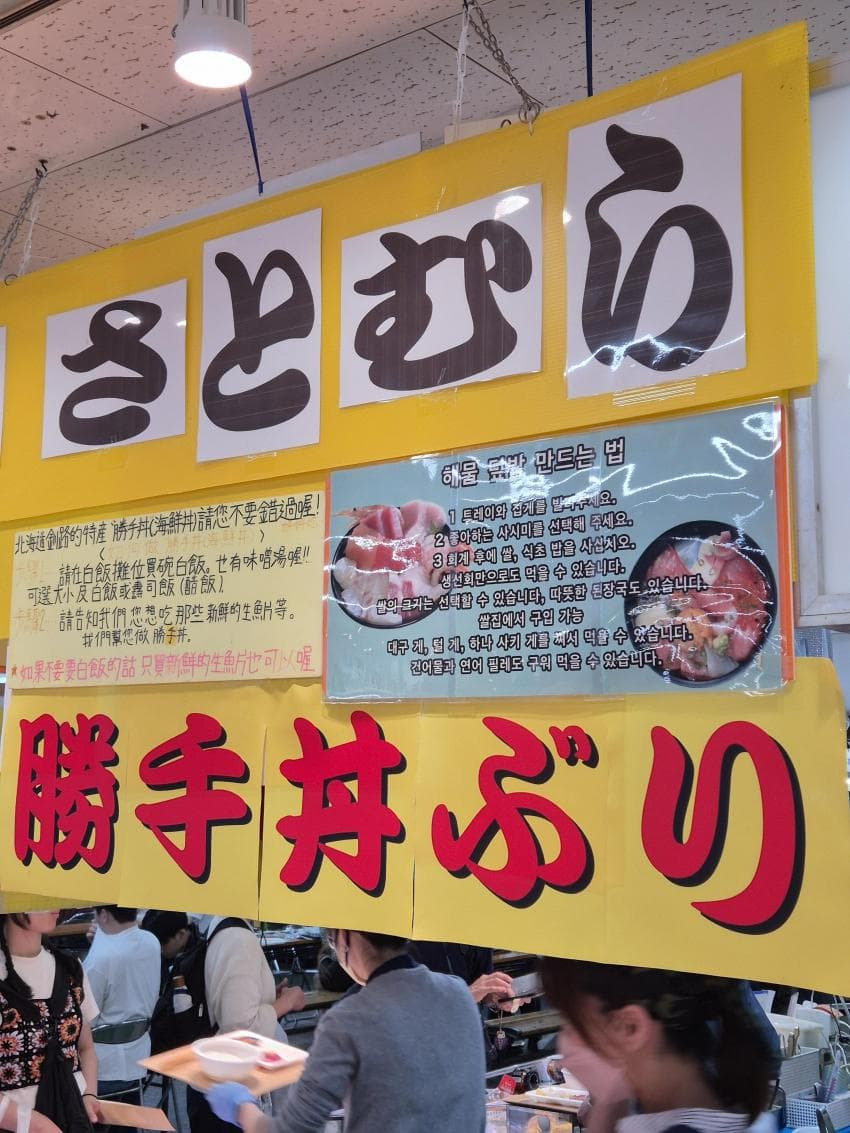 さとむら
北海道釧路的特産 勝手丼(海鮮丼)請您不要錯過喔!
請在白飯攤位買碗白飯。也有味噌湯喔!!
可選大小及白飯或壽司飯(醋飯)。
請告知我們您想吃那些新鮮的生魚片等。
我們幫您做勝手丼。
★如果不要要白飯的話 只買新鮮的生魚片也可以喔
해물 덮밥 만드는 법
1 트레이와 집게를 받아주세요.
2 좋아하는 사시미를 선택해 주세요.
3 회계 후에 쌀, 식초 밥을 사십시오.
생선회만으로도 먹을 수 있습니다.
쌀의 크기는 선택할 수 있습니다, 따뜻한 된장국도 있습니다.
쌀집에서 구입 가능
대구 게, 털 게, 하나 사키 게를 쪄서 먹을 수 있습니다.
건어물과 연어 필레도 구워 먹을 수 있습니다.
勝手丼ぶり